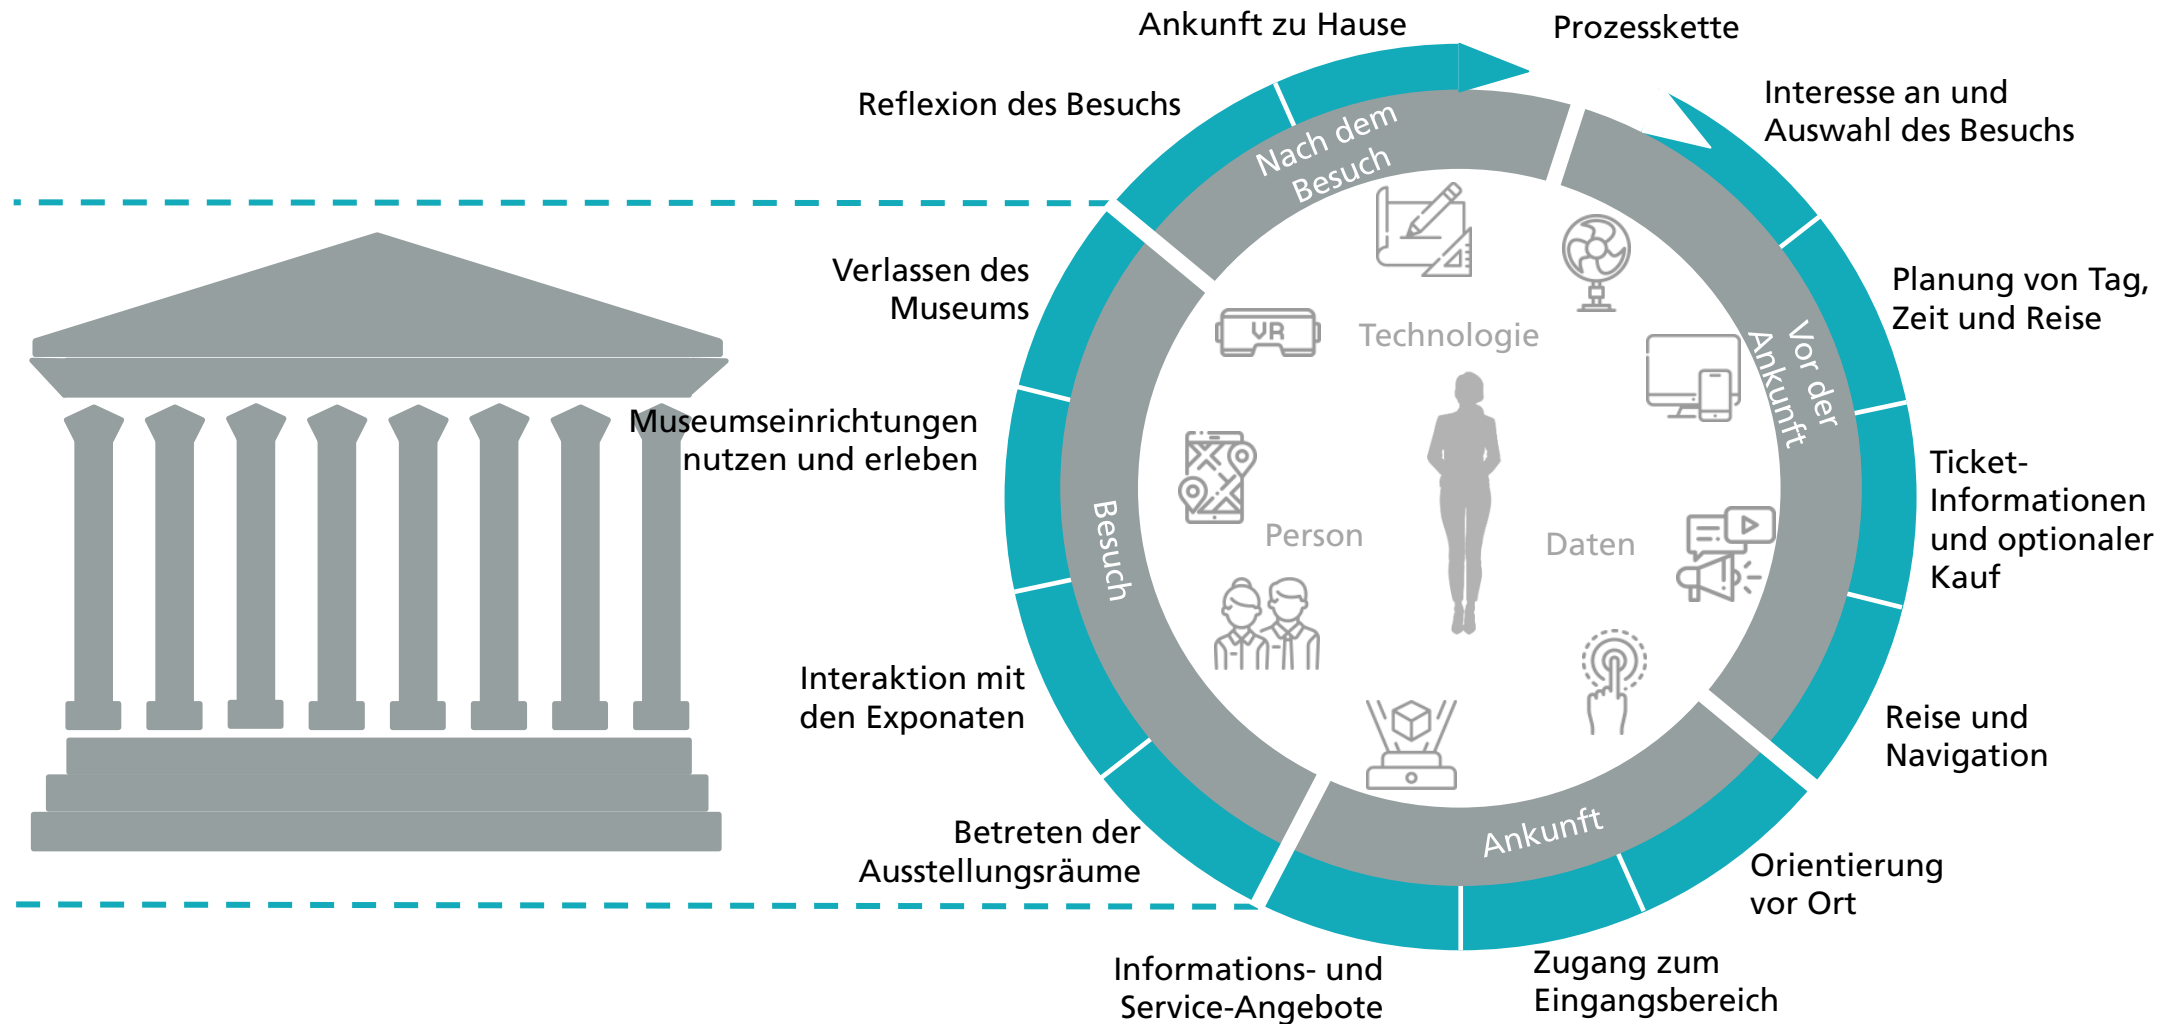 Ankunft zu Hause
Prozesskette
Interesse an und
Auswahl des Besuchs
Planung von Tag,
Zeit und Reise
Ticket-
Informationen
und optionaler
Kauf
Reise und
Navigation
Orientierung
vor Ort
Zugang zum
Eingangsbereich
Informations- und
Service-Angebote
Betreten der
Ausstellungsräume
Interaktion mit
den Exponaten
Museumseinrichtungen
nutzen und erleben
Verlassen des
Museums
Reflexion des Besuchs
Nach dem
Besuch
Vor der
Ankunft
Ankunft
Besuch
VR
Technologie
Person
Daten